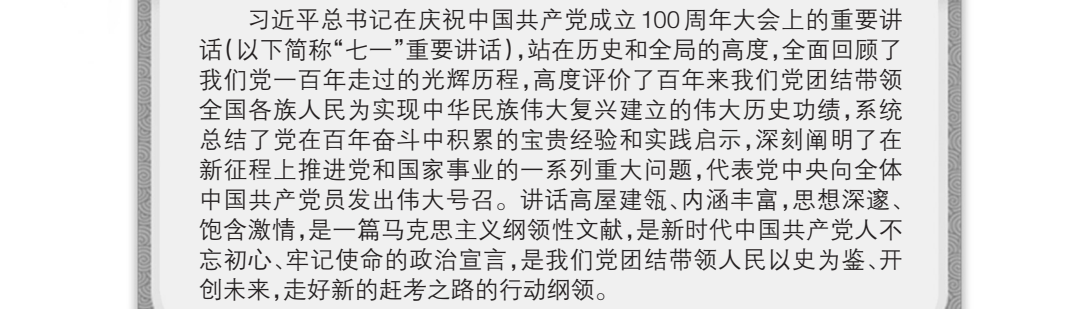 习近平总书记在庆祝中国共产党成立100周年大会上的重要讲
话(以下简称“七一”重要讲话),站在历史和全局的高度,全面回顾了
我们党一百年走过的光辉历程,高度评价了百年来我们党团结带领
全国各族人民为实现中华民族伟大复兴建立的伟大历史功绩,系统
总结了党在百年奋斗中积累的宝贵经验和实践启示,深刻阐明了在
新征程上推进党和国家事业的一系列重大问题,代表党中央向全体
中国共产党员发出伟大号召。讲话高屋建瓴、内涵丰富,思想深邃、
饱含激情,是一篇马克思主义纲领性文献,是新时代中国共产党人不
忘初心、牢记使命的政治宣言,是我们党团结带领人民以史为鉴、开
创未来,走好新的赶考之路的行动纲领。